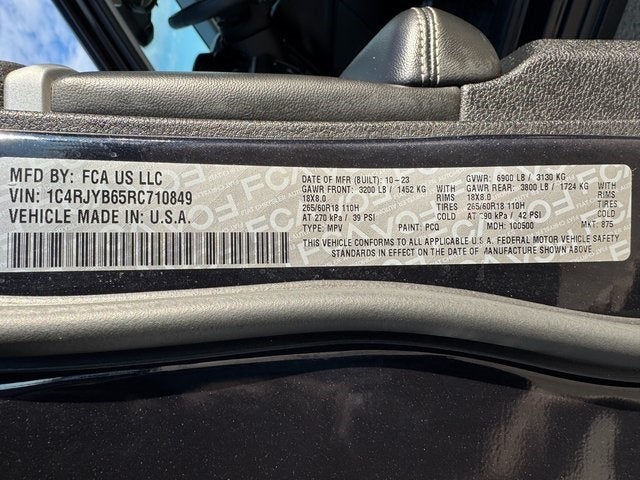 MFD BY: FCA US LLC
VIN: 1C4RJYB65RC710849
VEHICLE MADE IN: U.S.A.
DATE OF MFR (BUILT): 10-23 GVWR: 6900 LB / 3130 KG
GAWR FRONT: 3200 LB / 1452 KG WITH GAWR REAR: 3800 LB / 1724 KG WITH
18X8.0 RIMS 18X8.0 RIMS
265/60R18 110H TIRES 265/60R18 110H TIRES
AT 270 kPa / 39 PSI COLD AT 290 kPa / 42 PSI COLD
TYPE: MPV PAINT: PCQ MDH: 100500 MKT: 875
THIS VEHICLE CONFORMS TO ALL APPLICABLE U.S.A. FEDERAL MOTOR VEHICLE SAFETY
STANDARDS IN EFFECT ON THE DATE OF MANUFACTURE SHOWN ABOVE.